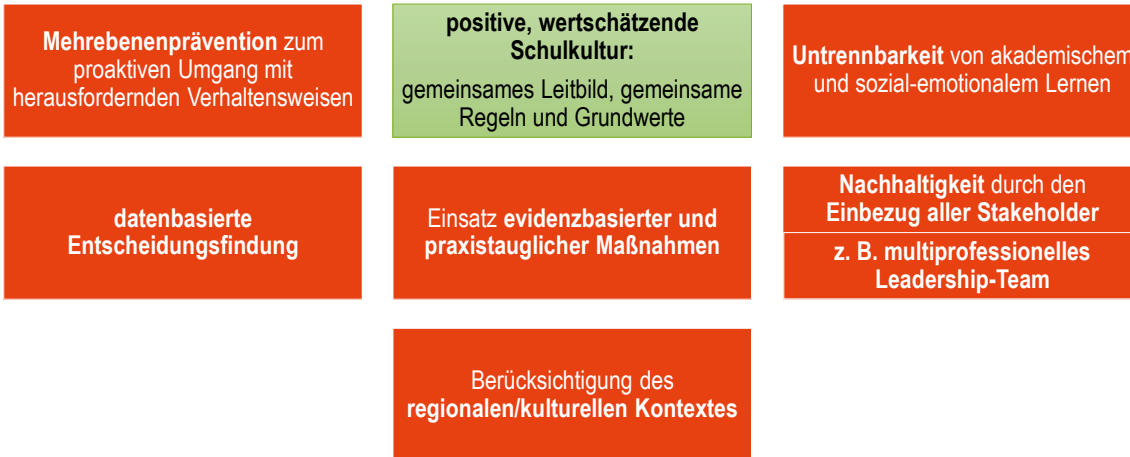 Mehrebenenprävention zum
proaktiven Umgang mit
herausfordernden Verhaltensweisen
positive, wertschätzende
Schulkultur:
gemeinsames Leitbild, gemeinsame
Regeln und Grundwerte
Untrennbarkeit von akademischem
und sozial-emotionalem Lernen
datenbasierte
Entscheidungsfindung
Einsatz evidenzbasierter und
praxistauglicher Maßnahmen
Nachhaltigkeit durch den
Einbezug aller Stakeholder
z. B. multiprofessionelles
Leadership-Team
Berücksichtigung des
regionalen/kulturellen Kontextes